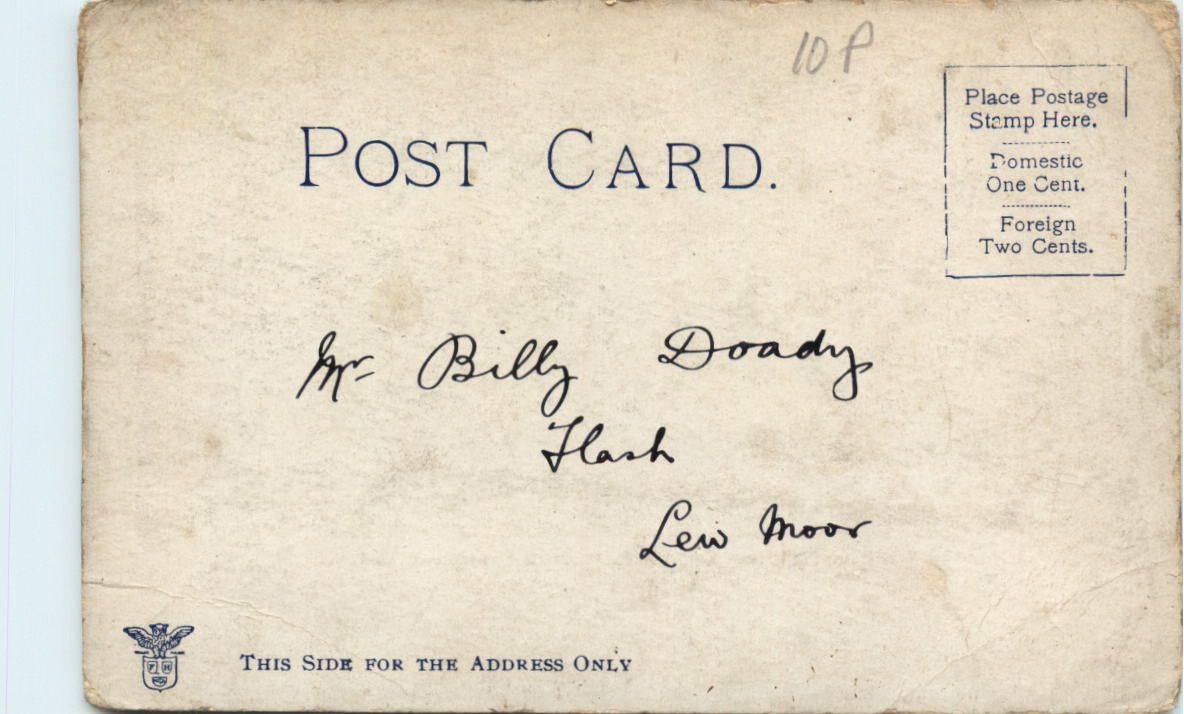 10 P
POST CARD.
Place Postage
Stamp Here.
Domestic
One Cent.
Foreign
Two Cents.
Mr Billy Doady
Flash
Lew Moor
F H
THIS SIDE FOR THE ADDRESS ONLY